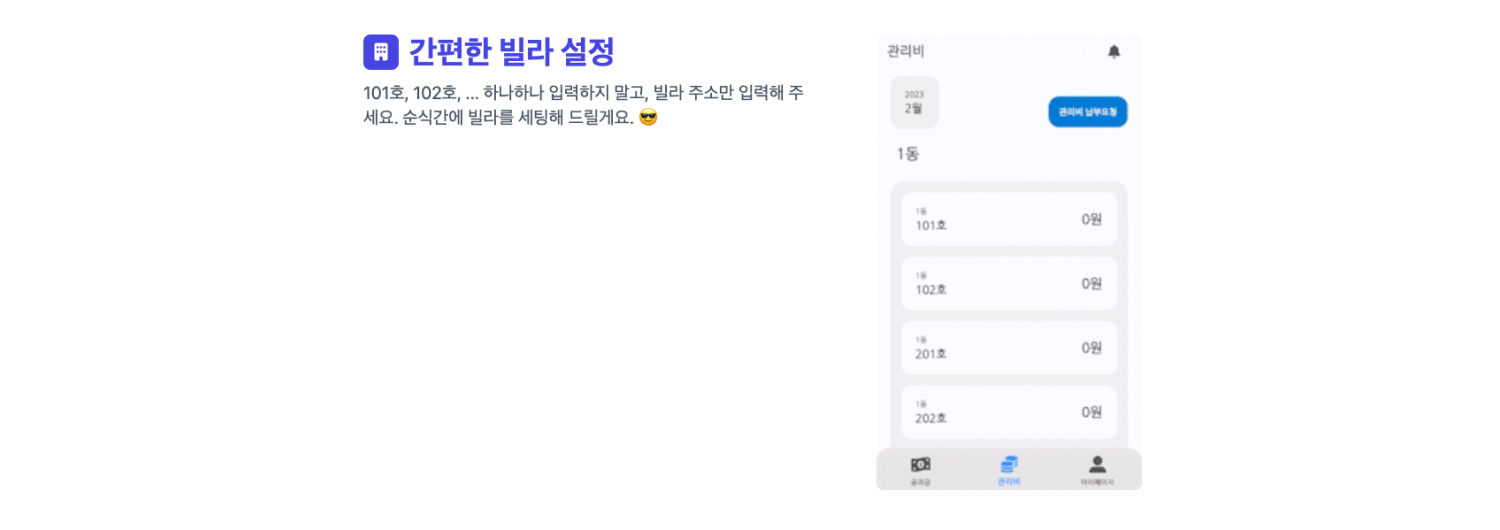 간편한 빌라 설정
101호, 102호, ... 하나하나 입력하지 말고, 빌라 주소만 입력해 주
세요. 순식간에 빌라를 세팅해 드릴게요. 😎
관리비
2023
2월
관리비 납부요청
1동
1동
101호
0원
1동
102호
0원
1동
201호
0원
1동
202호
0원
공과금
관리비
마이페이지